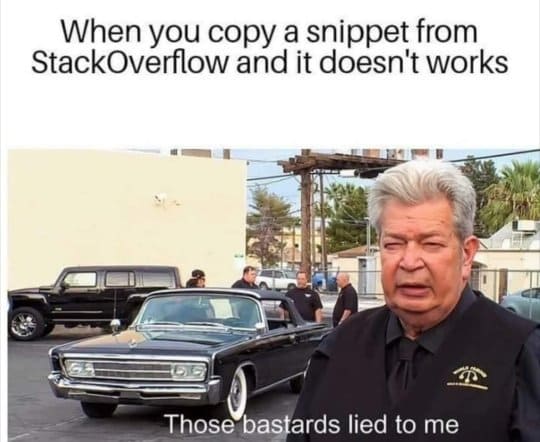 When you copy a snippet from
StackOverflow and it doesn't works
Those bastards lied to me